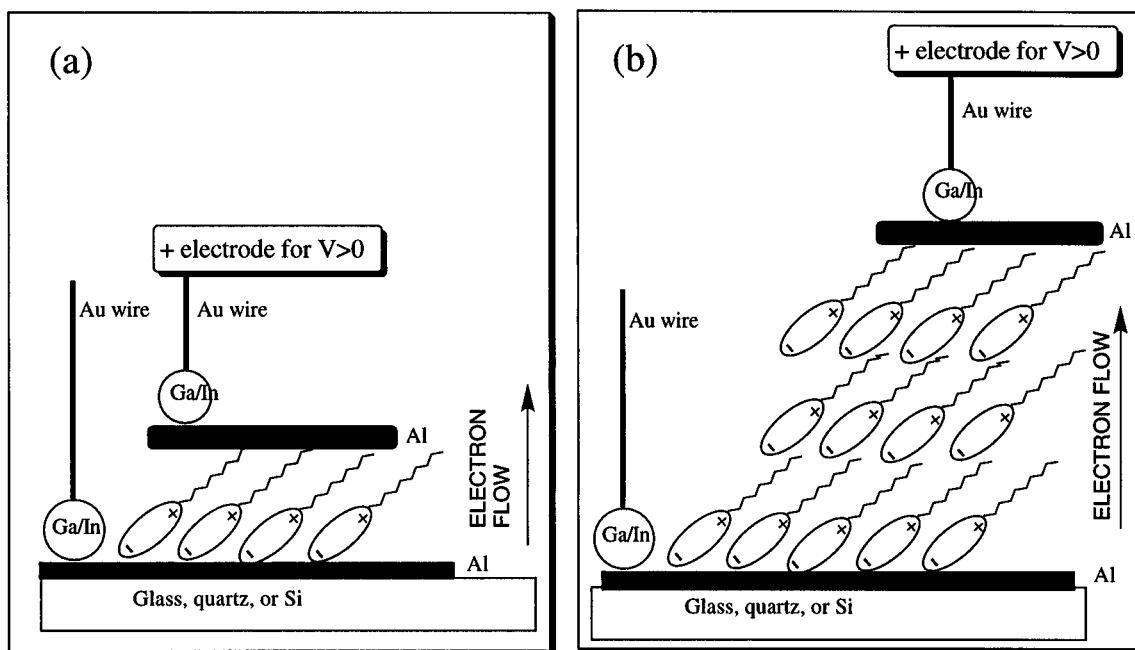 (a)
+ electrode for V>0
Au wire
Au wire
Ga/In
Al
ELECTRON
FLOW
Ga/In
Al
Glass, quartz, or Si
(b)
+ electrode for V>0
Au wire
Ga/In
Al
Au wire
ELECTRON FLOW
Ga/In
Al
Glass, quartz, or Si